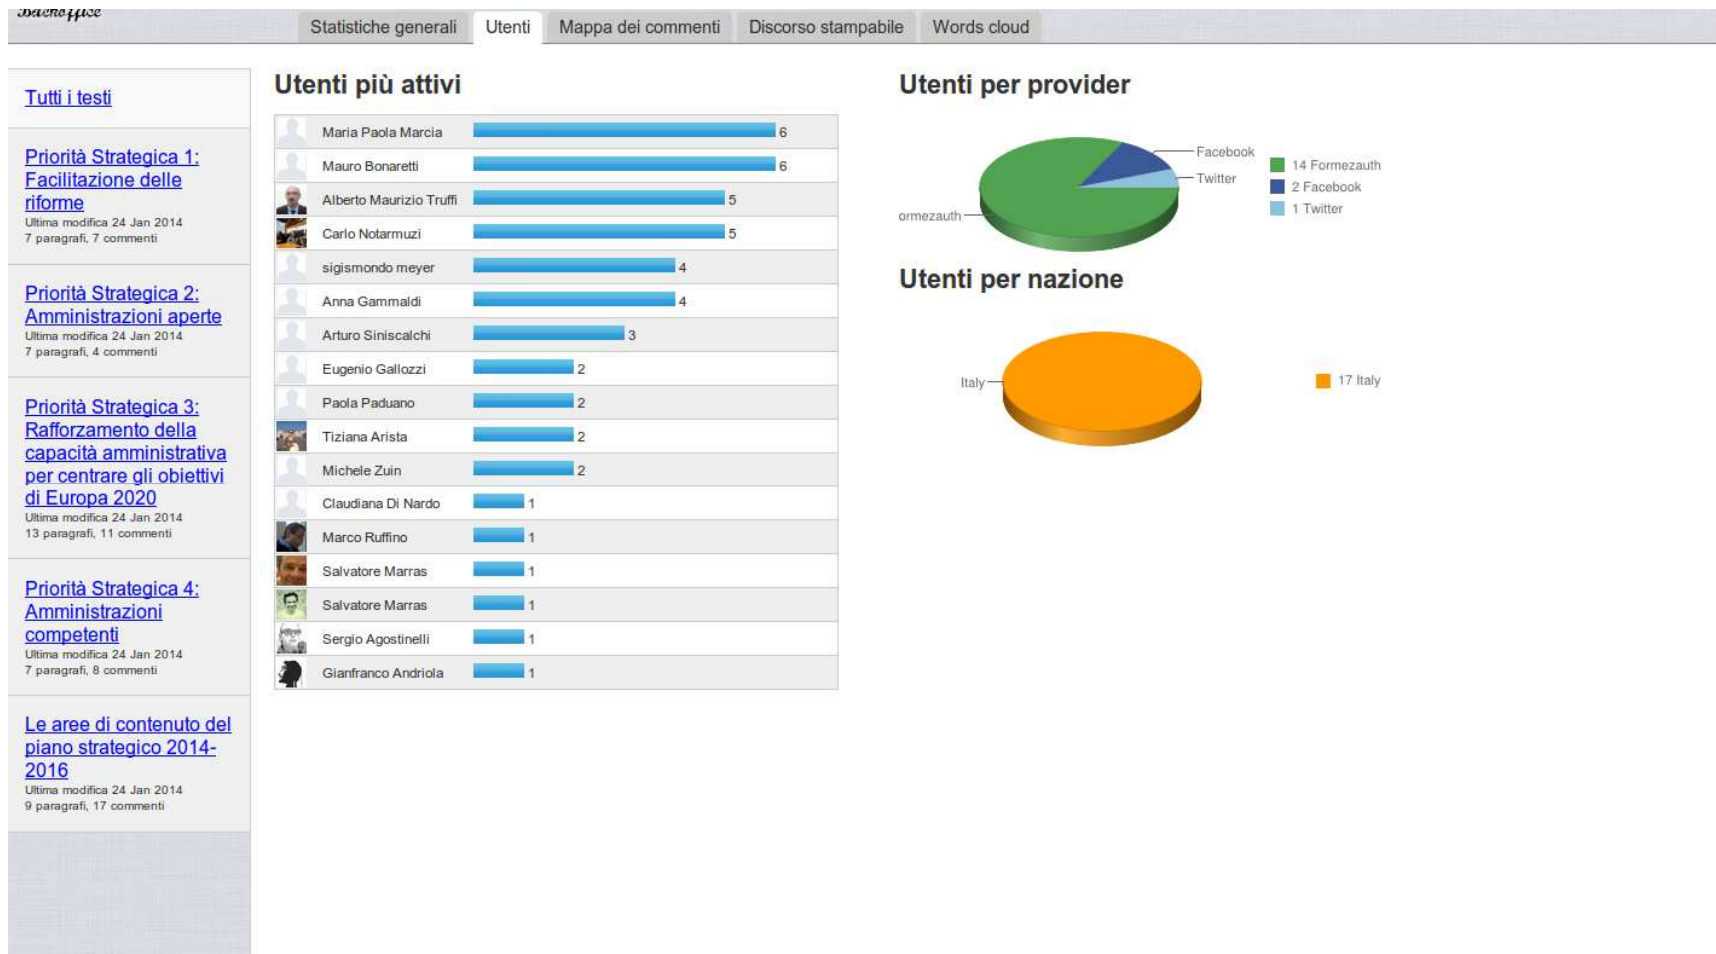 Backoffice
Statistiche generali
Utenti
Mappa dei commenti
Discorso stampabile
Words cloud
Tutti i testi
Priorità Strategica 1:
Facilitazione delle
riforme
Ultima modifica 24 Jan 2014
7 paragrafi, 7 commenti
Priorità Strategica 2:
Amministrazioni aperte
Ultima modifica 24 Jan 2014
7 paragrafi, 4 commenti
Priorità Strategica 3:
Rafforzamento della
capacità amministrativa
per centrare gli obiettivi
di Europa 2020
Ultima modifica 24 Jan 2014
13 paragrafi, 11 commenti
Priorità Strategica 4:
Amministrazioni
competenti
Ultima modifica 24 Jan 2014
7 paragrafi, 8 commenti
Le aree di contenuto del
piano strategico 2014-
2016
Ultima modifica 24 Jan 2014
9 paragrafi, 17 commenti
Utenti più attivi
Maria Paola Marcia 6
Mauro Bonaretti 6
Alberto Maurizio Truffi 5
Carlo Notarmuzi 5
sigismondo meyer 4
Anna Gammaldi 4
Arturo Siniscalchi 3
Eugenio Gallozzi 2
Paola Paduano 2
Tiziana Arista 2
Michele Zuin 2
Claudiana Di Nardo 1
Marco Ruffino 1
Salvatore Marras 1
Salvatore Marras 1
Sergio Agostinelli 1
Gianfranco Andriola 1
Utenti per provider
Facebook
Twitter
ormezauth
14 Formezauth
2 Facebook
1 Twitter
Utenti per nazione
Italy
17 Italy